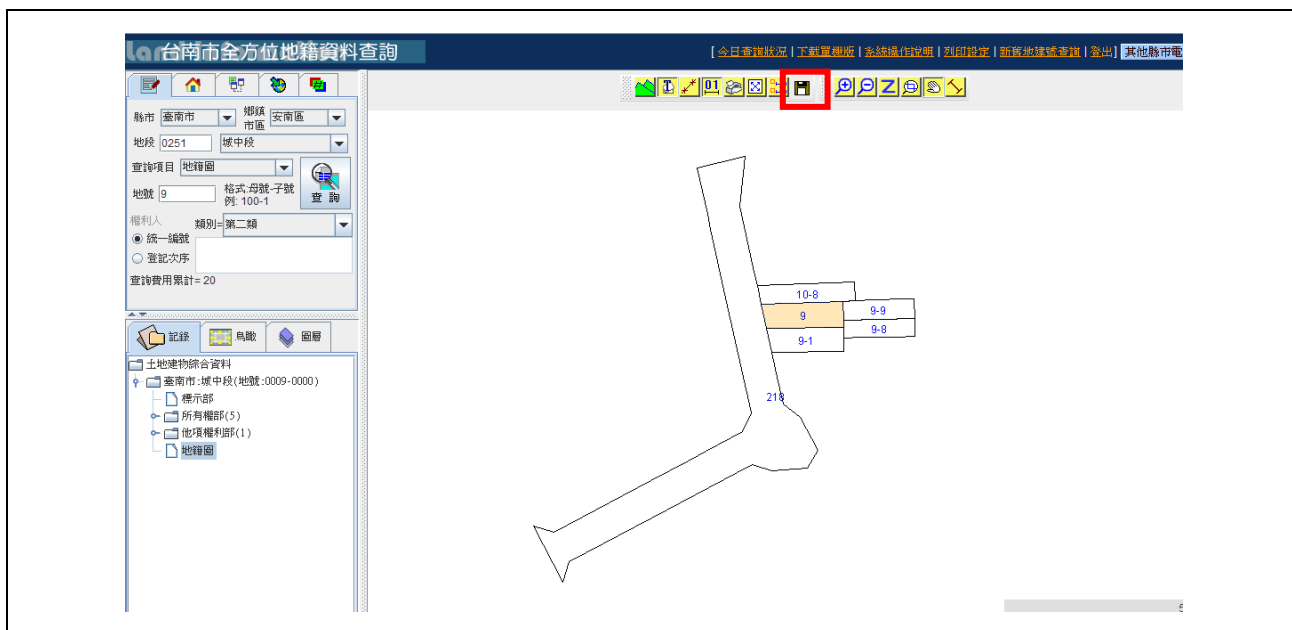 台南市全方位地籍資料查詢
[ 今日查詢狀況 | 下載單機版 | 系統操作說明 | 列印設定 | 新舊地建號查詢 | 登出] 其他縣市電
縣市 臺南市 鄉鎮市區 安南區
地段 0251 城中段
查詢項目 地籍圖
地號 9 格式:母號-子號
例: 100-1
查 詢
權利人 類別= 第二類
統一編號
登記次序
查詢費用累計= 20
記錄 鳥瞰 圖層
土地建物綜合資料
臺南市:城中段(地號:0009-0000)
標示部
所有權部(5)
他項權利部(1)
地籍圖
10-8
9
9-9
9-8
9-1
218